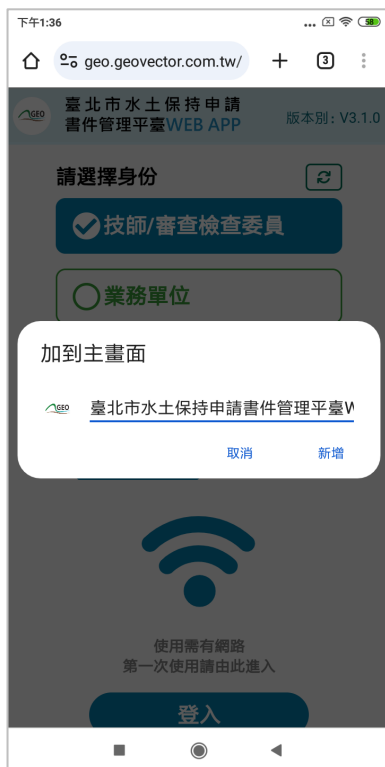 下午1:36
... 58
geo.geovector.com.tw/
3
GEO
臺北市水土保持申請
書件管理平臺WEB APP
版本別：V3.1.0
請選擇身份
技師/審查檢查委員
業務單位
加到主畫面
GEO
臺北市水土保持申請書件管理平臺W
取消
新增
使用需有網路
第一次使用請由此進入
登入